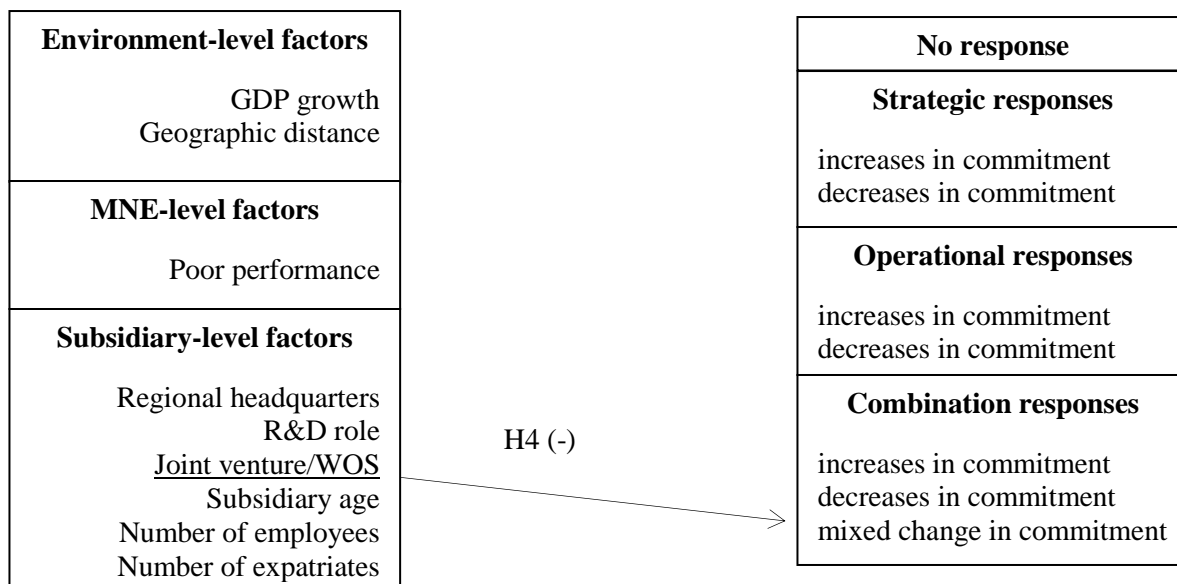 Environment-level factors
GDP growth
Geographic distance
MNE-level factors
Poor performance
Subsidiary-level factors
Regional headquarters
R&D role
Joint venture/WOS
Subsidiary age
Number of employees
Number of expatriates
H4 (-)
No response
Strategic responses
increases in commitment
decreases in commitment
Operational responses
increases in commitment
decreases in commitment
Combination responses
increases in commitment
decreases in commitment
mixed change in commitment